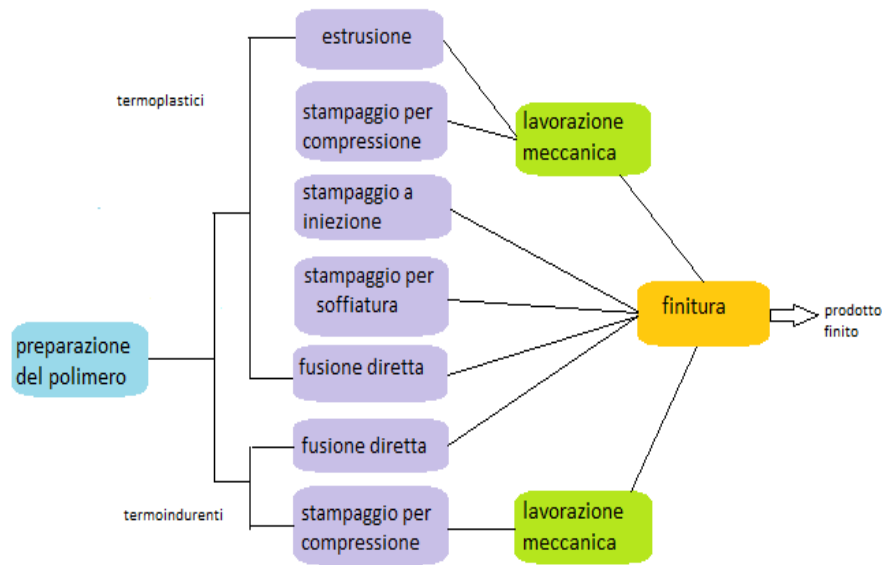 estrusione
termoplastici
stampaggio per
compressione
lavorazione
meccanica
stampaggio a
iniezione
stampaggio per
soffiatura
finitura
prodotto
finito
preparazione
del polimero
fusione diretta
fusione diretta
termoindurenti
stampaggio per
compressione
lavorazione
meccanica